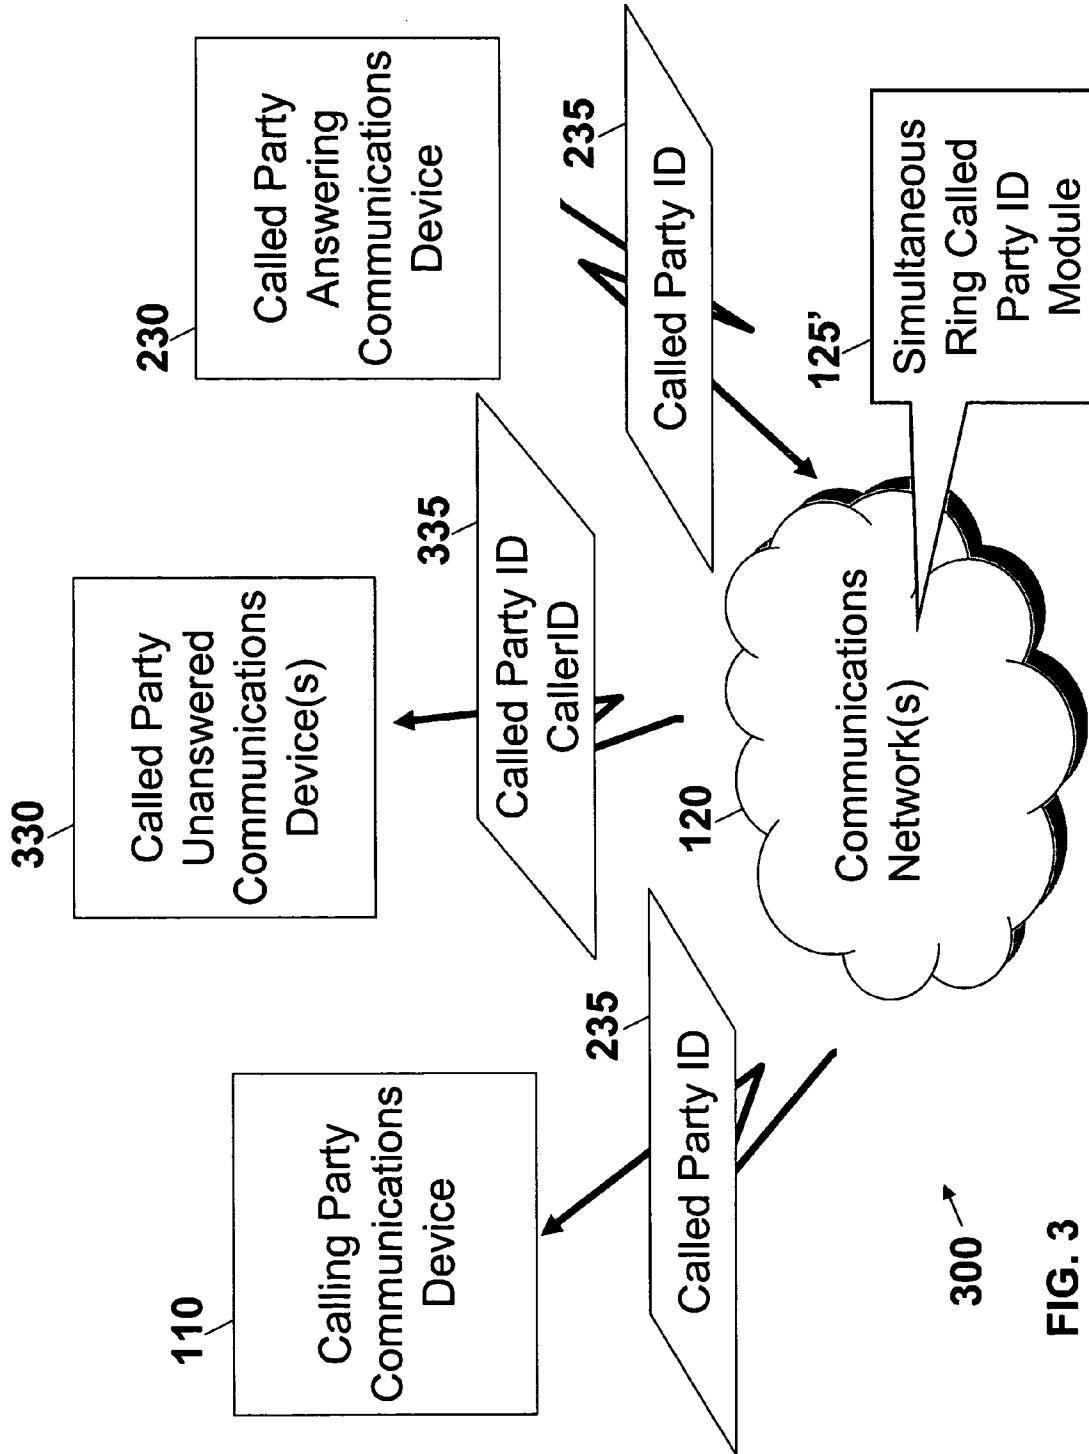 110
Calling Party
Communications
Device
330
Called Party
Unanswered
Communications
Device(s)
230
Called Party
Answering
Communications
Device
235
Called Party ID
335
Called Party ID
CallerID
235
Called Party ID
120
Communications
Network(s)
125’
Simultaneous
Ring Called
Party ID
Module
300
FIG. 3